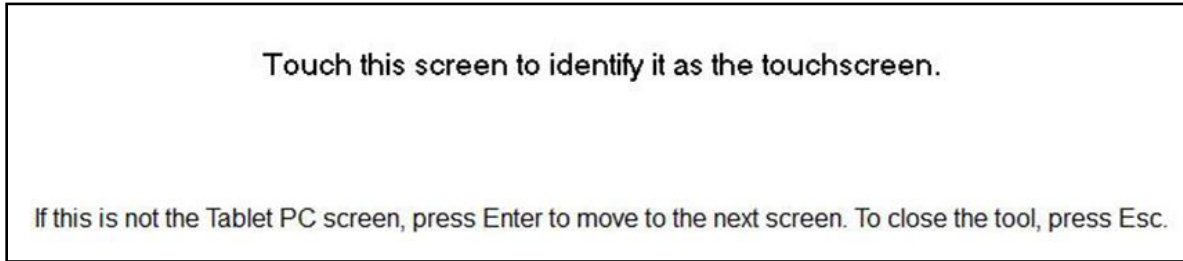 Touch this screen to identify it as the touchscreen.
If this is not the Tablet PC screen, press Enter to move to the next screen. To close the tool, press Esc.